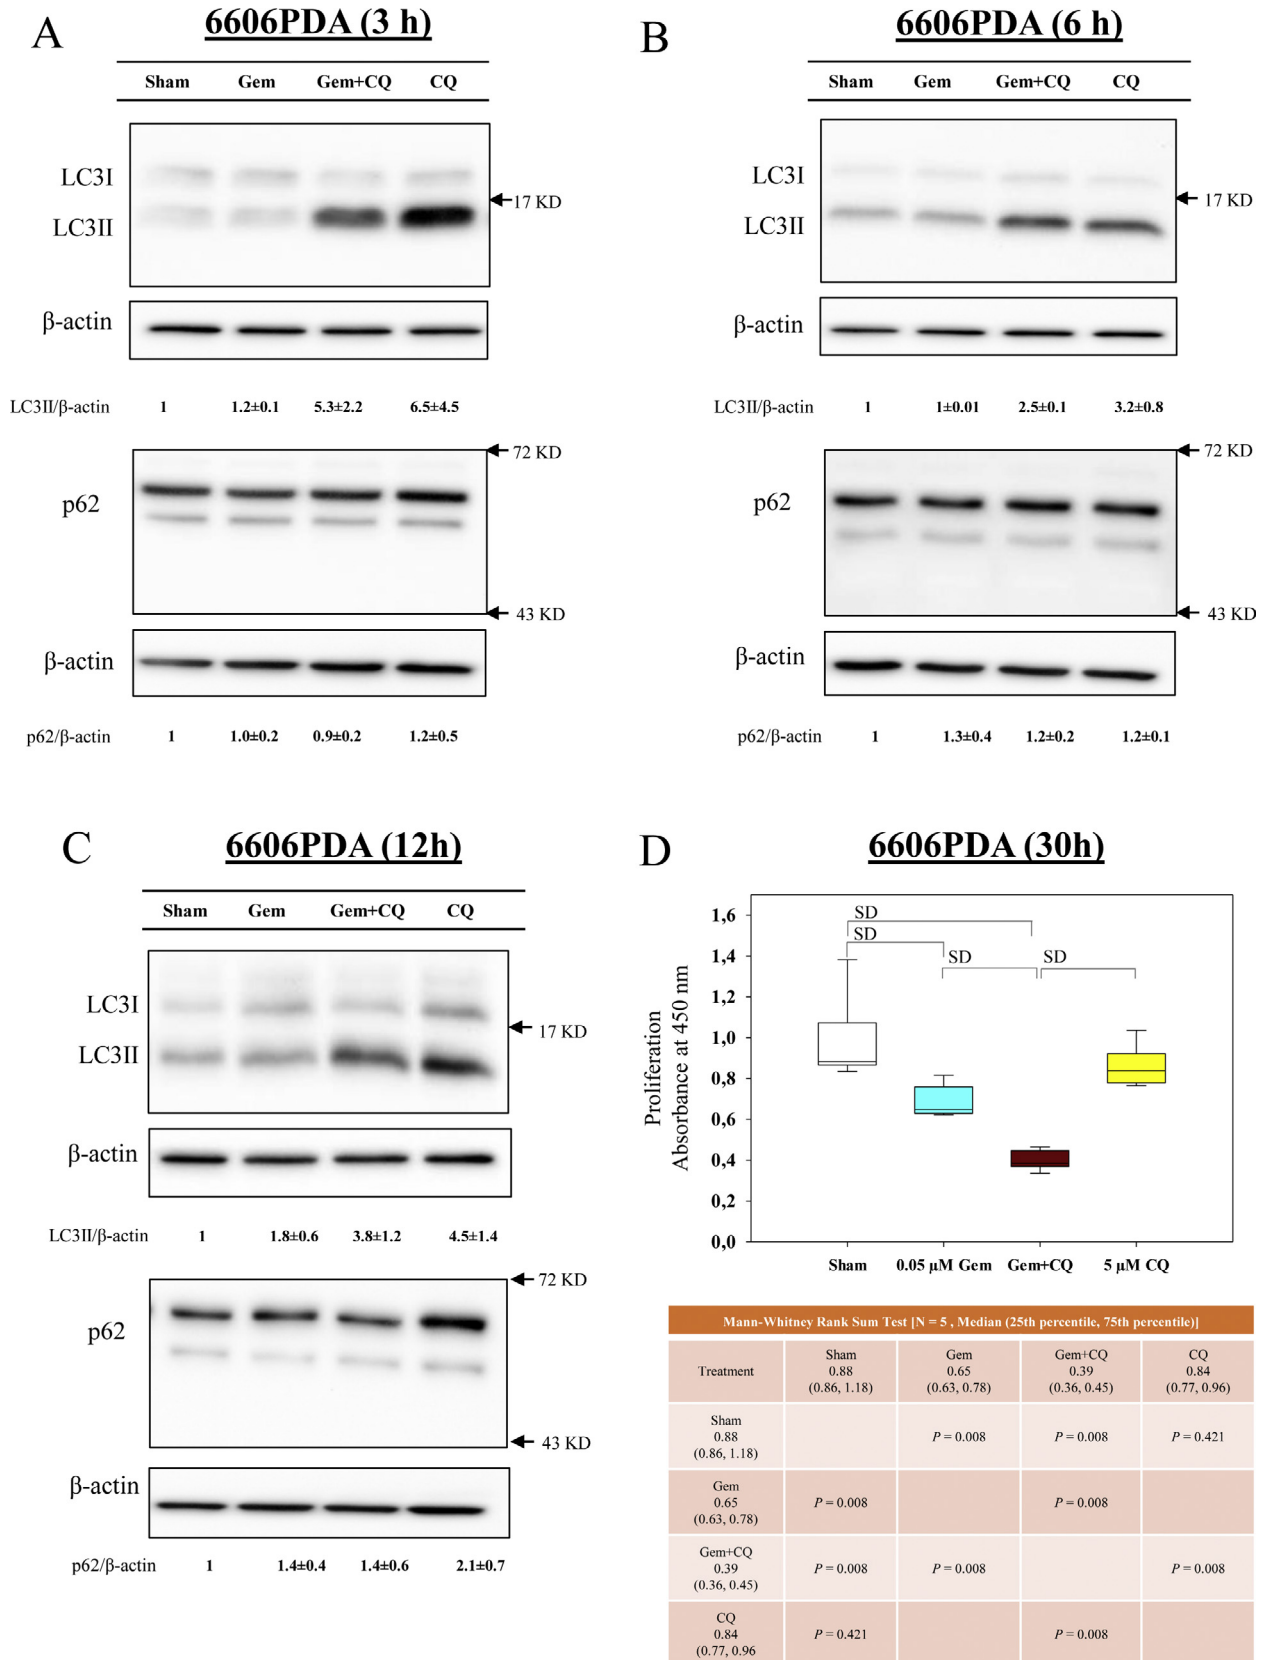 A
6606PDA (3 h)
Sham Gem Gem+CQ CQ
LC3I
17 KD
LC3II
β-actin
LC3II/β-actin 1 1.2±0.1 5.3±2.2 6.5±4.5
72 KD
p62
43 KD
β-actin
p62/β-actin 1 1.0±0.2 0.9±0.2 1.2±0.5
B
6606PDA (6 h)
Sham Gem Gem+CQ CQ
LC3I
17 KD
LC3II
β-actin
LC3II/β-actin 1 1±0.01 2.5±0.1 3.2±0.8
72 KD
p62
43 KD
β-actin
p62/β-actin 1 1.3±0.4 1.2±0.2 1.2±0.1
C
6606PDA (12h)
Sham Gem Gem+CQ CQ
LC3I
17 KD
LC3II
β-actin
LC3II/β-actin 1 1.8±0.6 3.8±1.2 4.5±1.4
72 KD
p62
43 KD
β-actin
p62/β-actin 1 1.4±0.4 1.4±0.6 2.1±0.7
D
6606PDA (30h)
Proliferation
Absorbance at 450 nm
1,6
1,4
1,2
1,0
0,8
0,6
0,4
0,2
0,0
SD
SD
SD SD
Sham 0.05 µM Gem Gem+CQ 5 µM CQ
Mann-Whitney Rank Sum Test [N = 5 , Median (25th percentile, 75th percentile)]
Treatment
Sham
0.88
(0.86, 1.18)
Gem
0.65
(0.63, 0.78)
Gem+CQ
0.39
(0.36, 0.45)
CQ
0.84
(0.77, 0.96)
Sham
0.88
(0.86, 1.18)
P = 0.008 P = 0.008 P = 0.421
Gem
0.65
(0.63, 0.78)
P = 0.008 P = 0.008
Gem+CQ
0.39
(0.36, 0.45)
P = 0.008 P = 0.008 P = 0.008
CQ
0.84
(0.77, 0.96
P = 0.421 P = 0.008